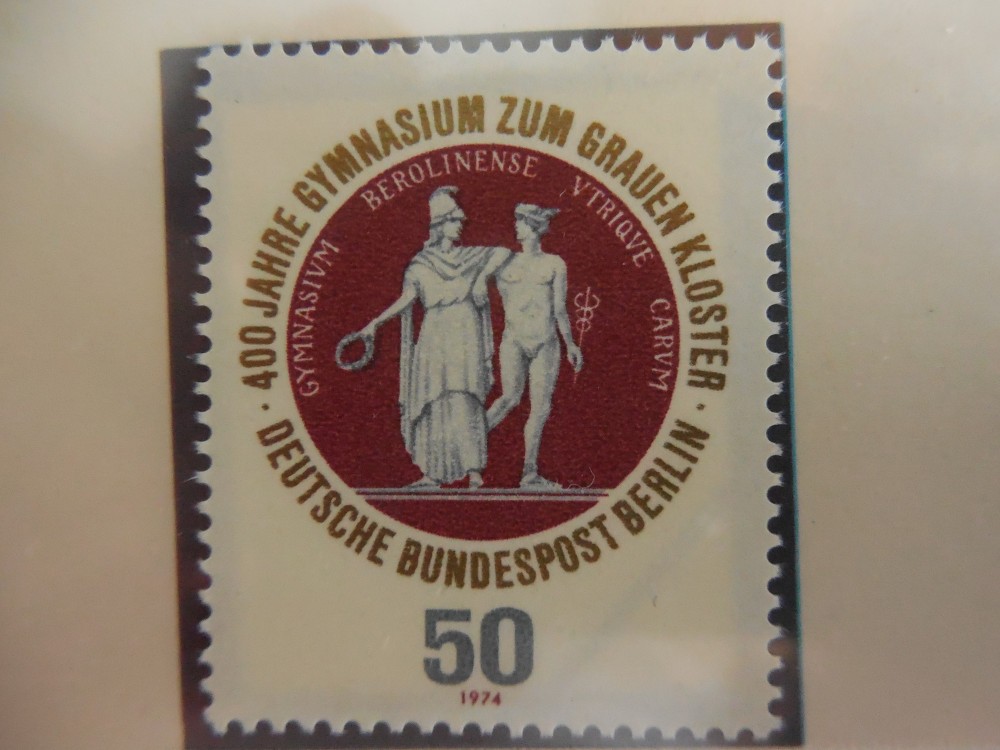 · 400 JAHRE GYMNASIUM ZUM GRAUEN KLOSTER ·
GYMNASIVM BEROLINENSE VTRIQVE CARVM
DEUTSCHE BUNDESPOST BERLIN
50
1974